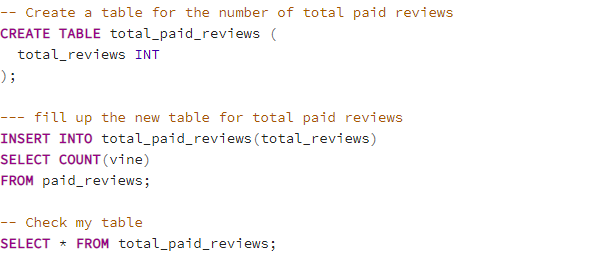 -- Create a table for the number of total paid reviews
CREATE TABLE total_paid_reviews (
  total_reviews INT
);

--- fill up the new table for total paid reviews
INSERT INTO total_paid_reviews(total_reviews)
SELECT COUNT(vine)
FROM paid_reviews;

-- Check my table
SELECT * FROM total_paid_reviews;